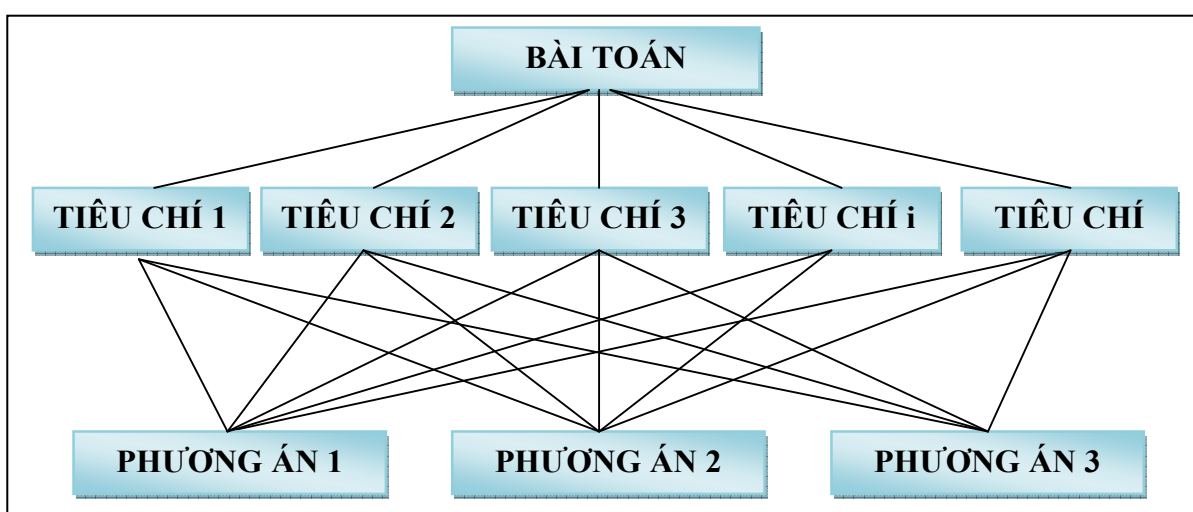 BÀI TOÁN
TIÊU CHÍ 1
TIÊU CHÍ 2
TIÊU CHÍ 3
TIÊU CHÍ i
TIÊU CHÍ
PHƯƠNG ÁN 1
PHƯƠNG ÁN 2
PHƯƠNG ÁN 3